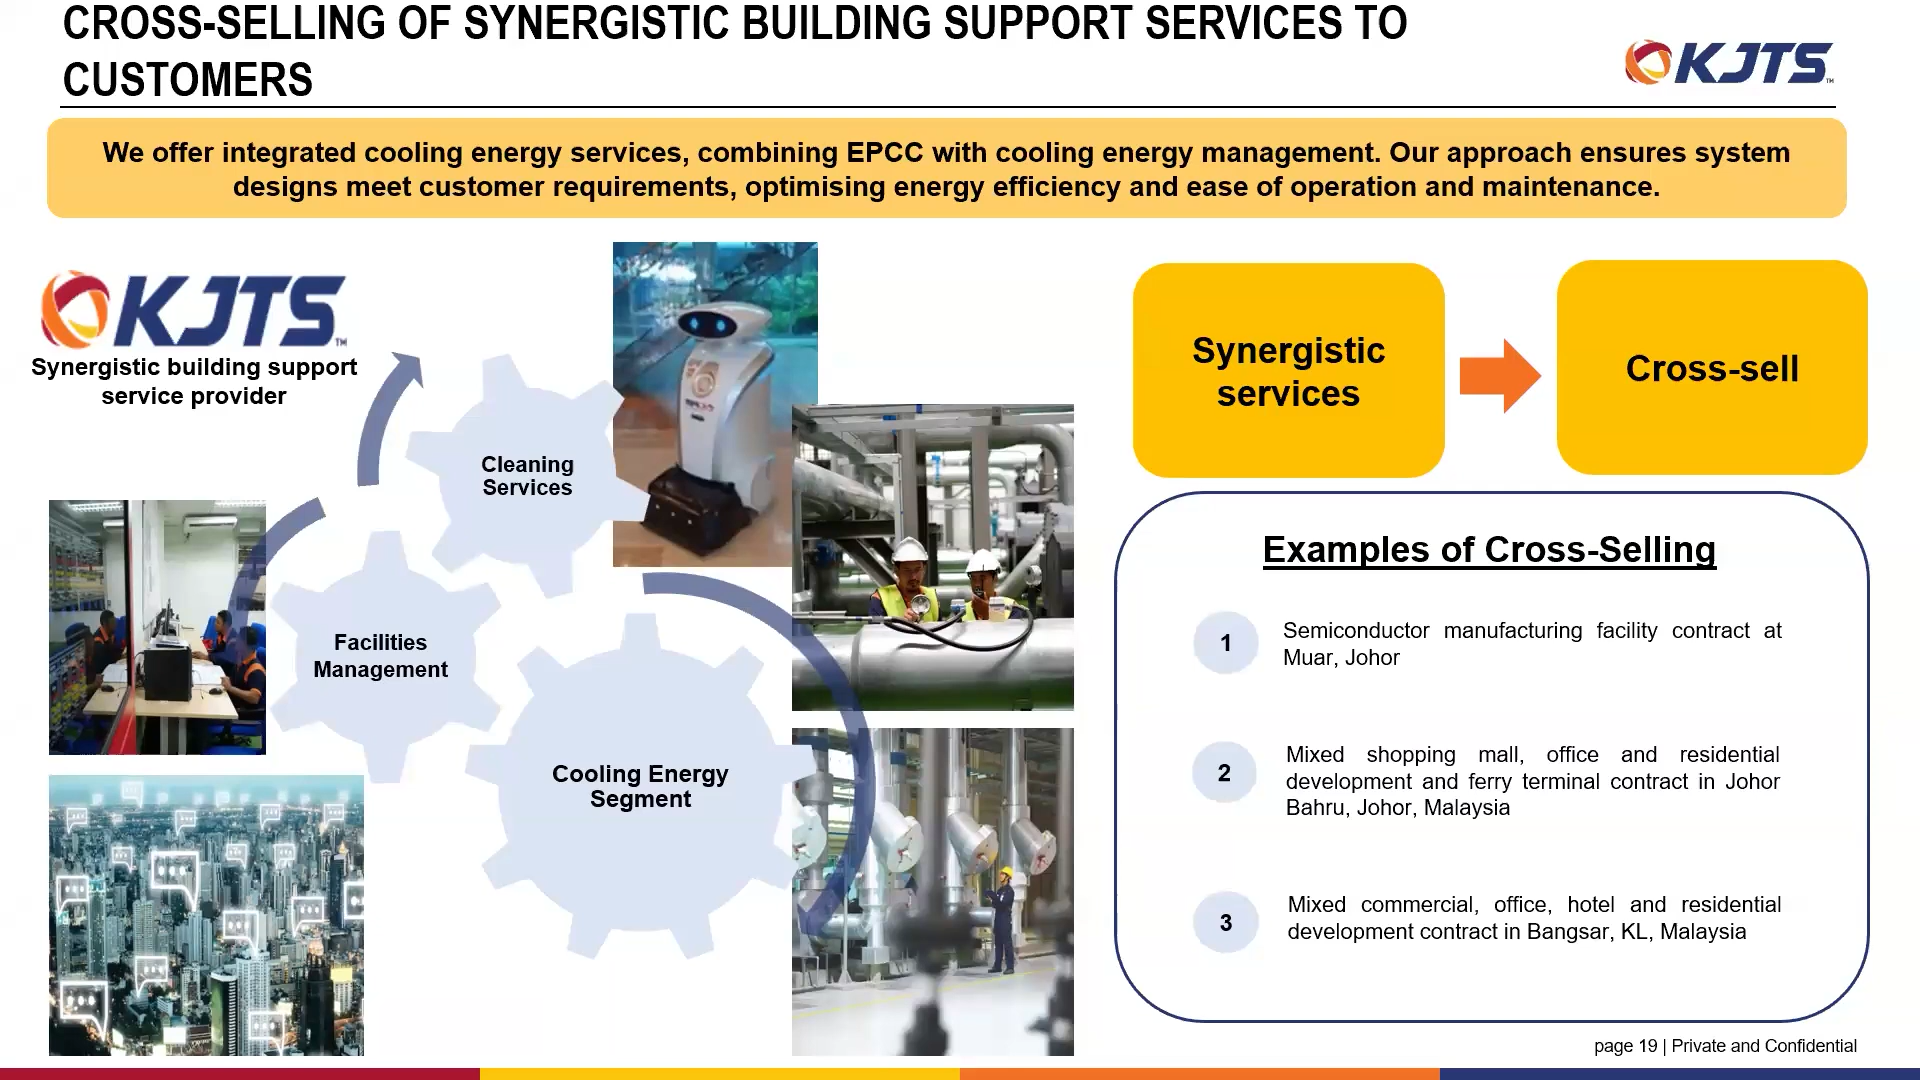 CROSS-SELLING OF SYNERGISTIC BUILDING SUPPORT SERVICES TO
CUSTOMERS
KJTS™
We offer integrated cooling energy services, combining EPCC with cooling energy management. Our approach ensures system
designs meet customer requirements, optimising energy efficiency and ease of operation and maintenance.
KJTS™
Synergistic building support
service provider
Cleaning
Services
Facilities
Management
Cooling Energy
Segment
Synergistic
services
Cross-sell
Examples of Cross-Selling
1
Semiconductor manufacturing facility contract at
Muar, Johor
2
Mixed shopping mall, office and residential
development and ferry terminal contract in Johor
Bahru, Johor, Malaysia
3
Mixed commercial, office, hotel and residential
development contract in Bangsar, KL, Malaysia
page 19 | Private and Confidential